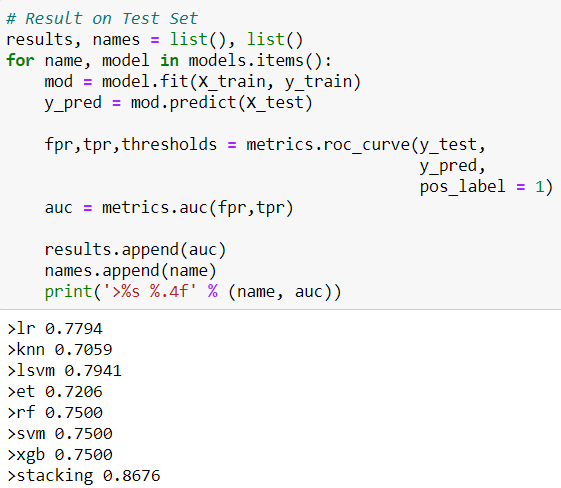 # Result on Test Set
results, names = list(), list()
for name, model in models.items():
    mod = model.fit(X_train, y_train)
    y_pred = mod.predict(X_test)

    fpr,tpr,thresholds = metrics.roc_curve(y_test,
                                           y_pred,
                                           pos_label = 1)
    auc = metrics.auc(fpr,tpr)

    results.append(auc)
    names.append(name)
    print('>%s %.4f' % (name, auc))
>lr 0.7794
>knn 0.7059
>lsvm 0.7941
>et 0.7206
>rf 0.7500
>svm 0.7500
>xgb 0.7500
>stacking 0.8676